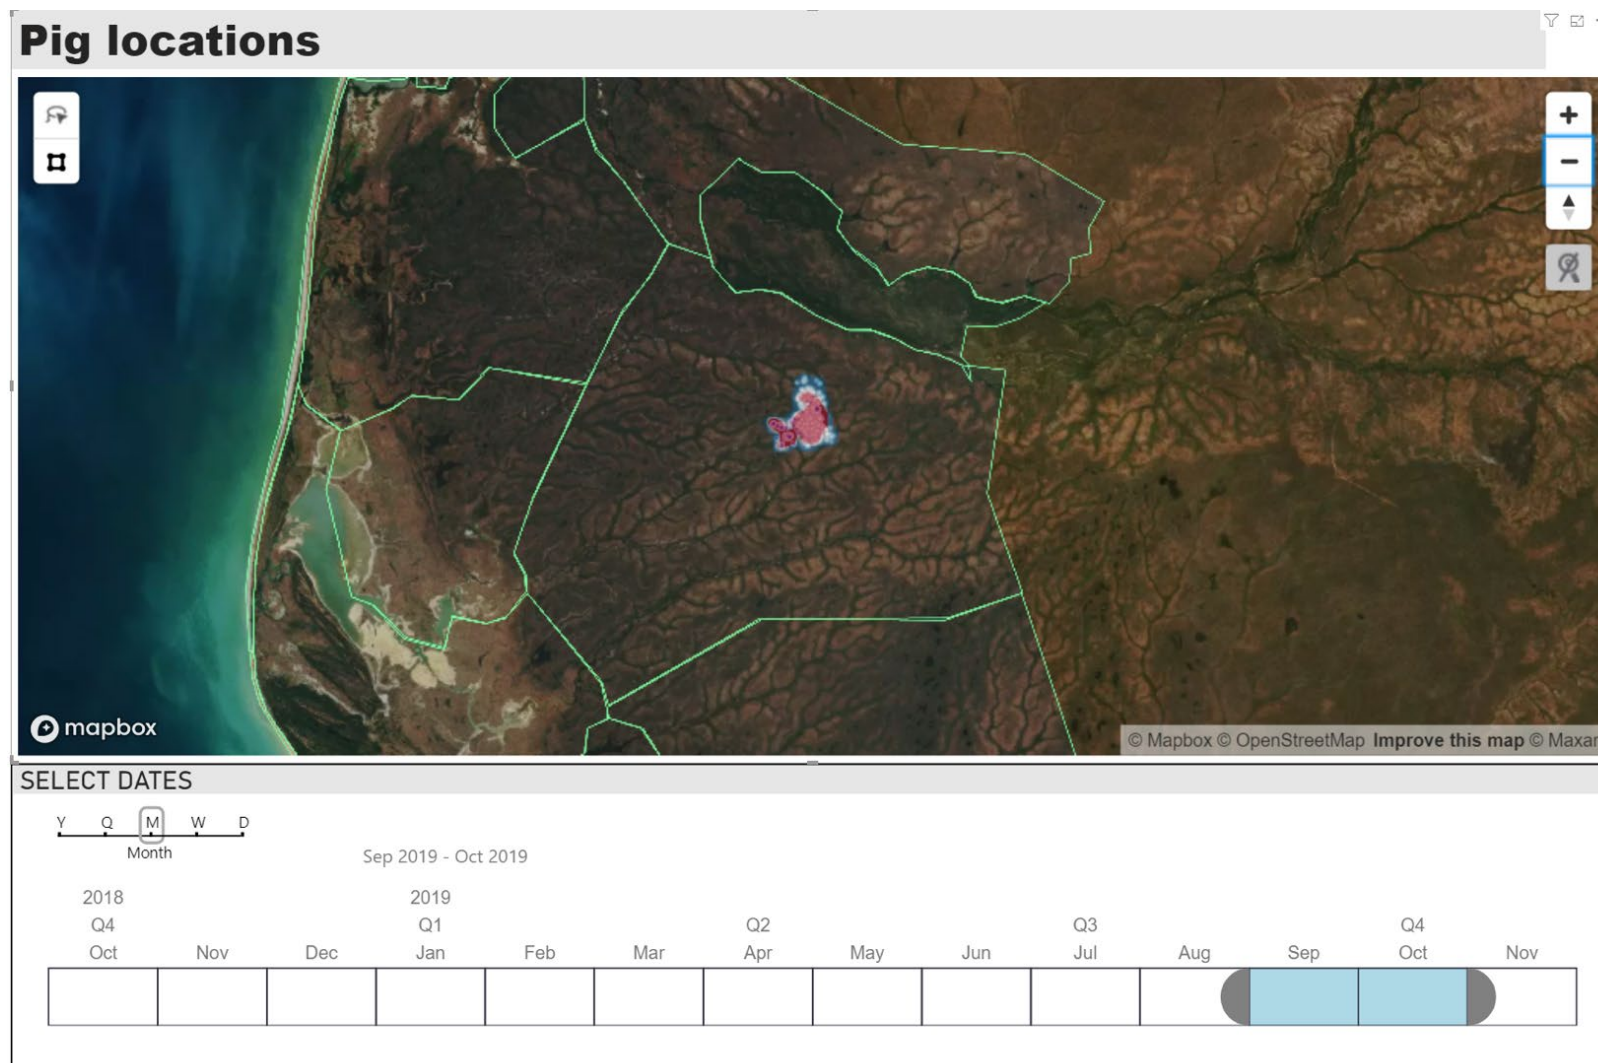 Pig locations
mapbox
© Mapbox © OpenStreetMap Improve this map © Maxar
SELECT DATES
Y Q M W D
Month
Sep 2019 - Oct 2019
2018 2019
Q4 Q1 Q2 Q3 Q4
Oct Nov Dec Jan Feb Mar Apr May Jun Jul Aug Sep Oct Nov